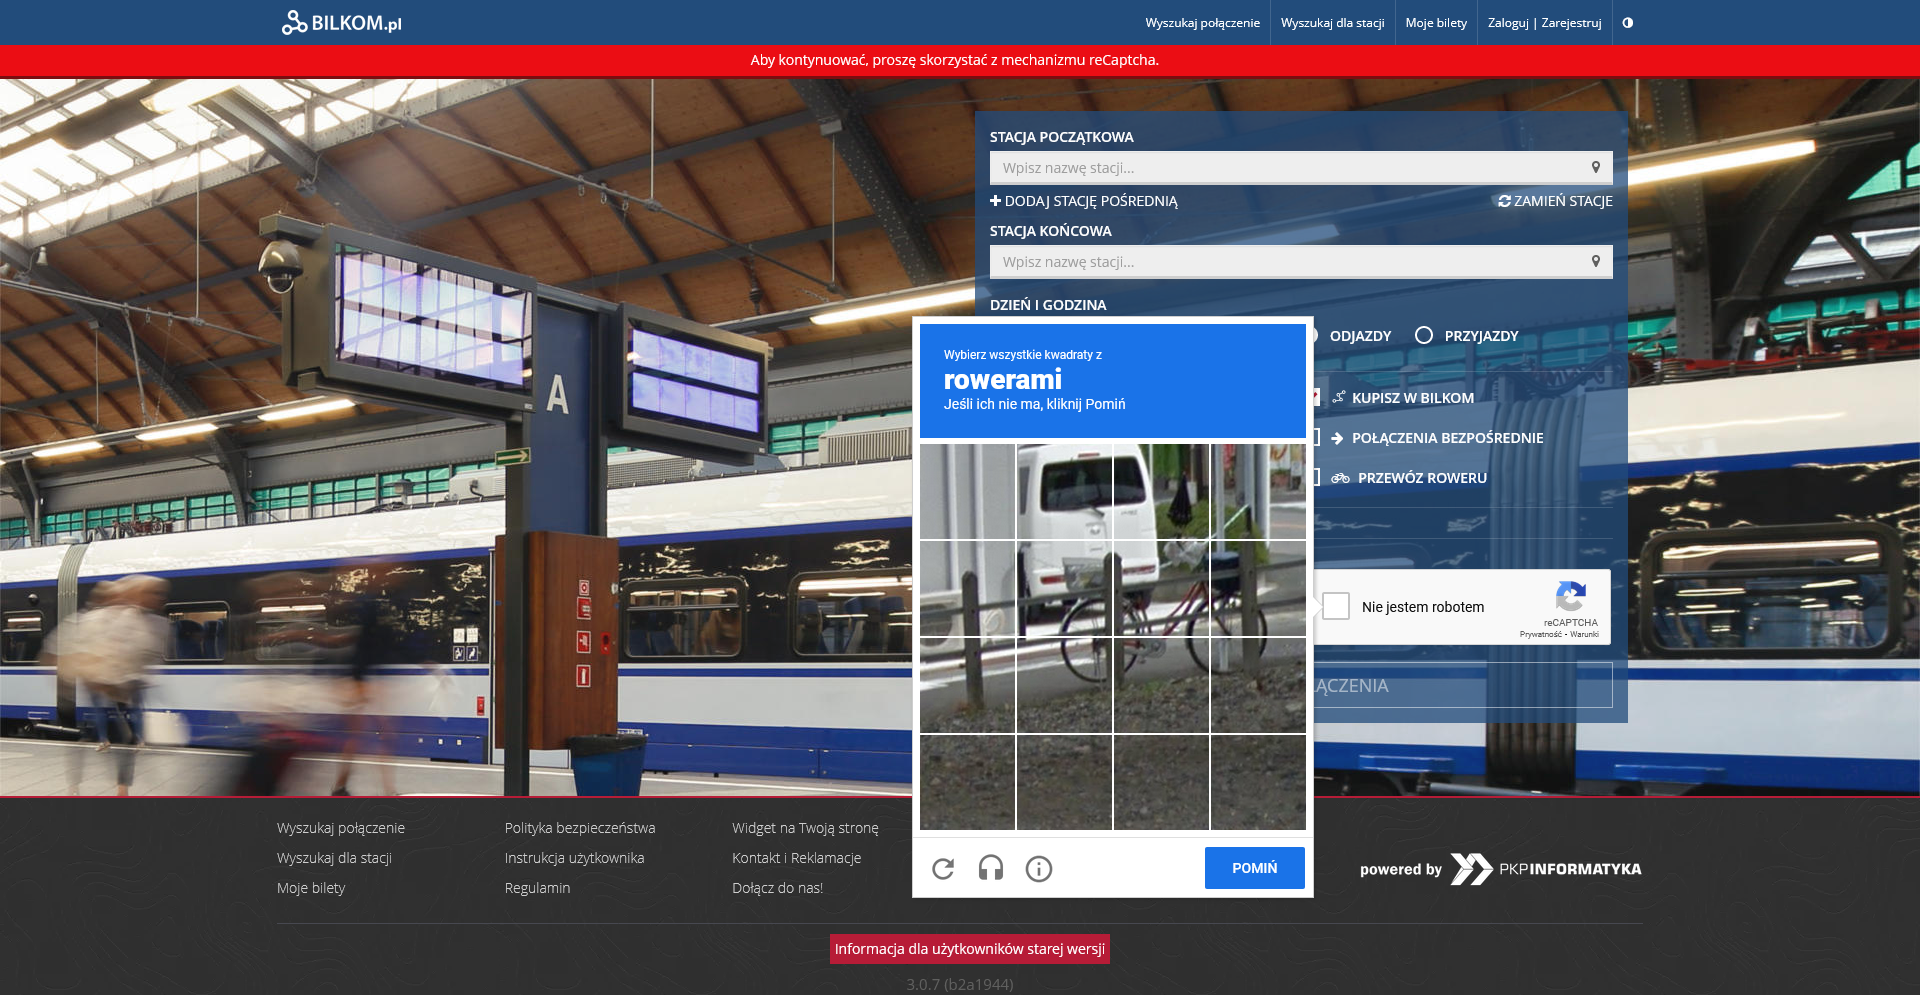 BILKOM.pl
Wyszukaj połączenie
Wyszukaj dla stacji
Moje bilety
Zaloguj | Zarejestruj
Aby kontynuować, proszę skorzystać z mechanizmu reCaptcha.
STACJA POCZĄTKOWA
Wpisz nazwę stacji...
DODAJ STACJĘ POŚREDNIĄ
ZAMIEŃ STACJE
STACJA KOŃCOWA
Wpisz nazwę stacji...
DZIEŃ I GODZINA
ODJAZDY
PRZYJAZDY
KUPISZ W BILKOM
POŁĄCZENIA BEZPOŚREDNIE
PRZEWÓZ ROWERU
A
Wybierz wszystkie kwadraty z
rowerami
Jeśli ich nie ma, kliknij Pomiń
POMIŃ
Nie jestem robotem
reCAPTCHA
Prywatność - Warunki
ĄCZENIA
Wyszukaj połączenie
Wyszukaj dla stacji
Moje bilety
Polityka bezpieczeństwa
Instrukcja użytkownika
Regulamin
Widget na Twoją stronę
Kontakt i Reklamacje
Dołącz do nas!
powered by PKPINFORMATYKA
Informacja dla użytkowników starej wersji
3.0.7 (b2a1944)